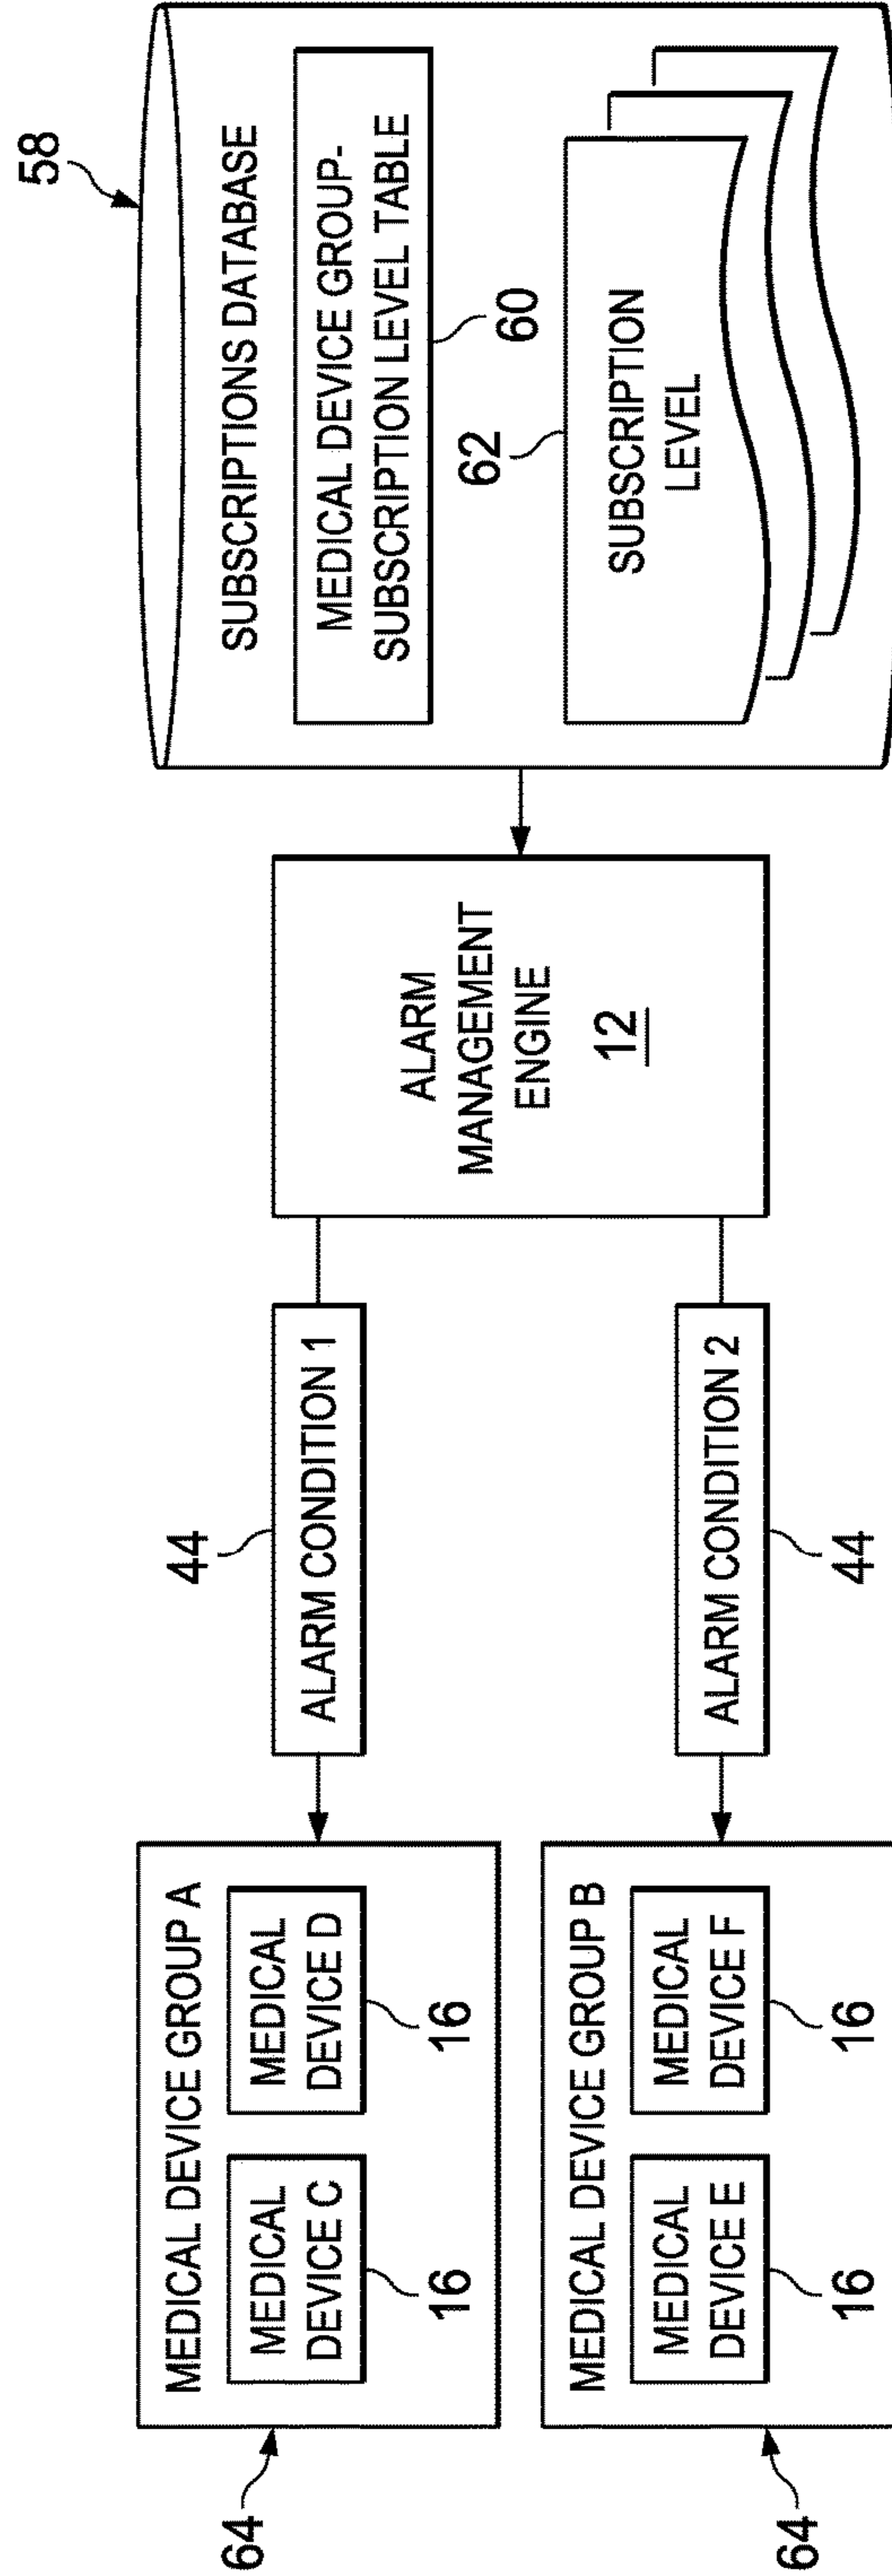 64
MEDICAL DEVICE GROUP A
MEDICAL
DEVICE C
16
MEDICAL
DEVICE D
16
64
MEDICAL DEVICE GROUP B
MEDICAL
DEVICE E
16
MEDICAL
DEVICE F
16
44
ALARM CONDITION 1
ALARM CONDITION 2
44
ALARM
MANAGEMENT
ENGINE
12
58
SUBSCRIPTIONS DATABASE
MEDICAL DEVICE GROUP-
SUBSCRIPTION LEVEL TABLE
60
62
SUBSCRIPTION
LEVEL